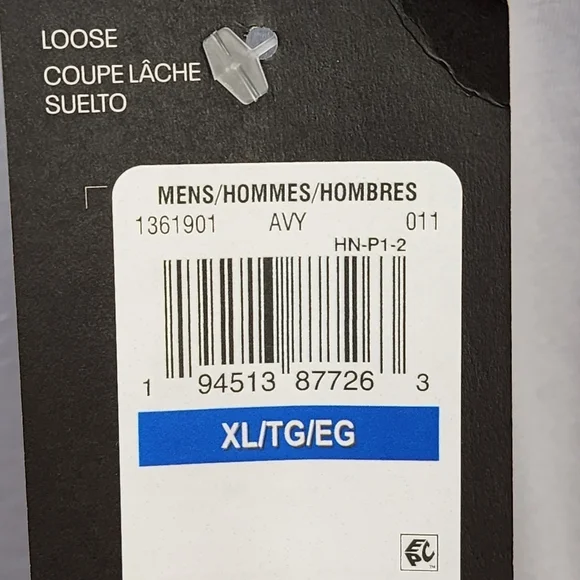 LOOSE
COUPE LÂCHE
SUELTO
MENS/HOMMES/HOMBRES
1361901 AVY 011
HN-P1-2
1 94513 87726 3
XL/TG/EG
EPC